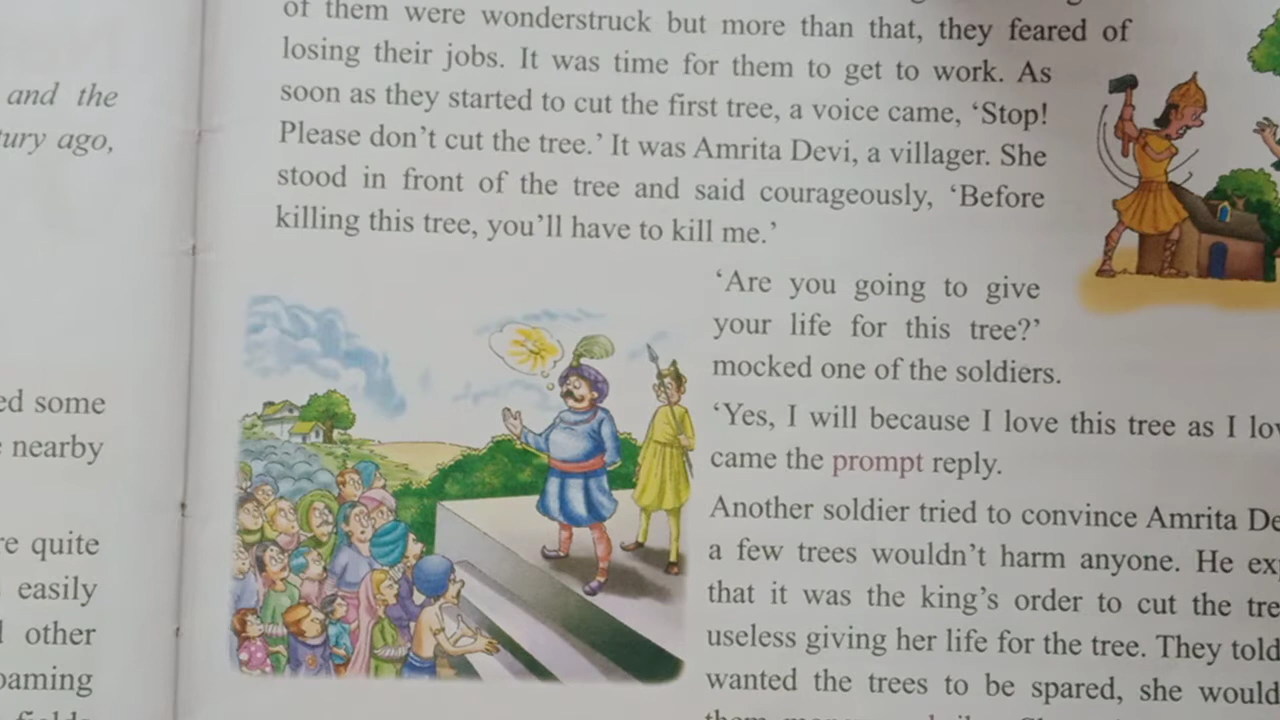 and the
tury ago,
ed some
nearby
re quite
easily
other
oaming
of them were wonderstruck but more than that, they feared of
losing their jobs. It was time for them to get to work. As
soon as they started to cut the first tree, a voice came, ‘Stop!
Please don’t cut the tree.’ It was Amrita Devi, a villager. She
stood in front of the tree and said courageously, ‘Before
killing this tree, you’ll have to kill me.’
‘Are you going to give
your life for this tree?’
mocked one of the soldiers.
‘Yes, I will because I love this tree as I lo
came the prompt reply.
Another soldier tried to convince Amrita De
a few trees wouldn’t harm anyone. He ex
that it was the king’s order to cut the tre
useless giving her life for the tree. They told
wanted the trees to be spared, she would